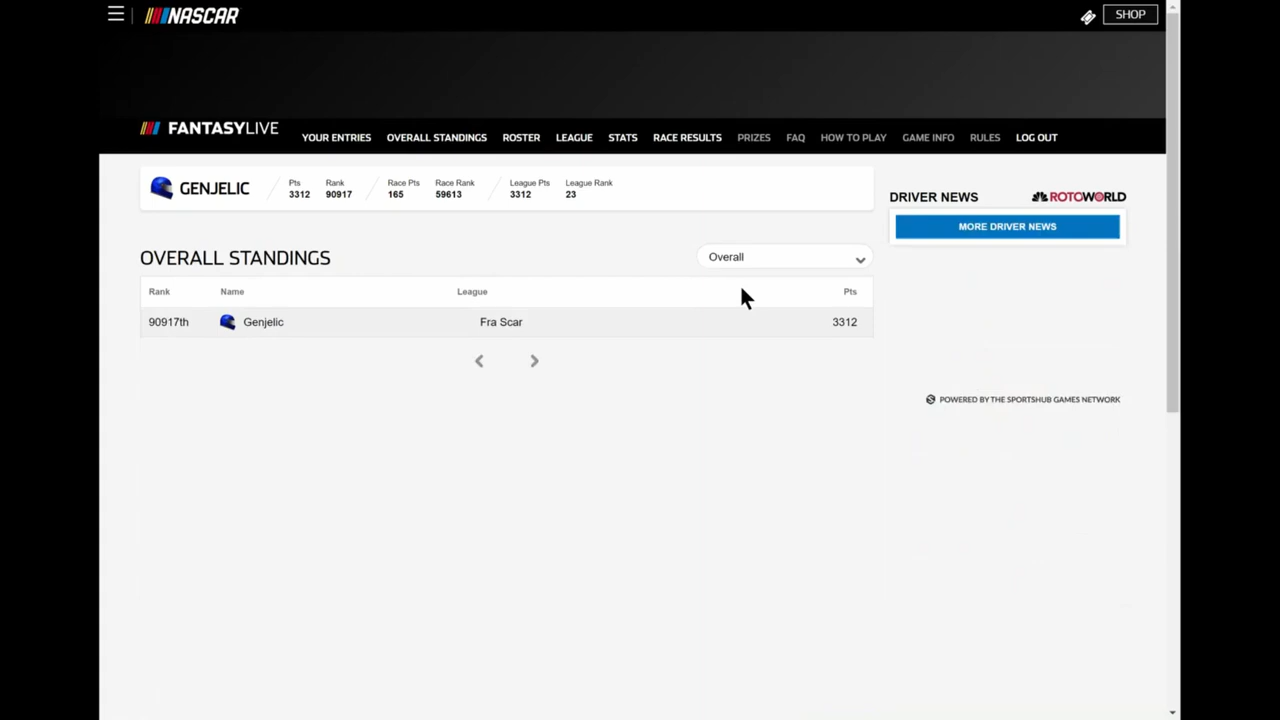 NASCAR
SHOP
FANTASYLIVE
YOUR ENTRIES OVERALL STANDINGS ROSTER LEAGUE STATS RACE RESULTS PRIZES FAQ HOW TO PLAY GAME INFO RULES LOG OUT
GENJELIC
Pts Rank Race Pts Race Rank League Pts League Rank
3312 90917 165 59613 3312 23
DRIVER NEWS ROTOWORLD
MORE DRIVER NEWS
OVERALL STANDINGS
Overall
Rank Name League Pts
90917th Genjelic Fra Scar 3312
POWERED BY THE SPORTSHUB GAMES NETWORK